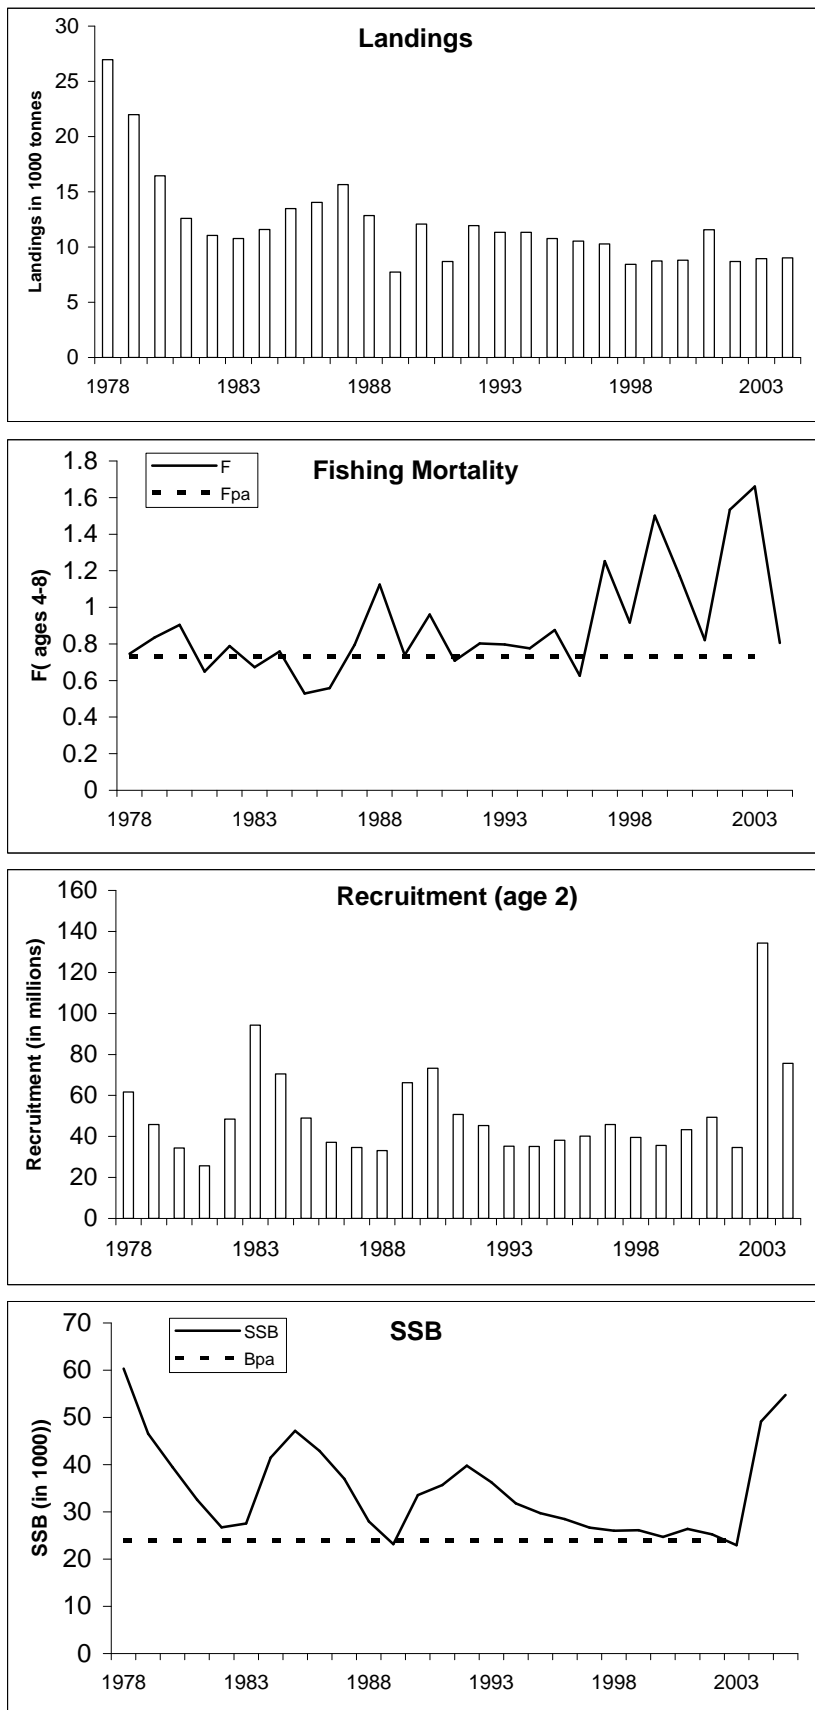 Landings
Landings in 1000 tonnes
30
25
20
15
10
5
0
1978 1983 1988 1993 1998 2003
Fishing Mortality
F
Fpa
F( ages 4-8)
1.8
1.6
1.4
1.2
1
0.8
0.6
0.4
0.2
0
1978 1983 1988 1993 1998 2003
Recruitment (age 2)
Recruitment (in millions)
160
140
120
100
80
60
40
20
0
1978 1983 1988 1993 1998 2003
SSB
SSB
Bpa
SSB (in 1000))
70
60
50
40
30
20
10
0
1978 1983 1988 1993 1998 2003